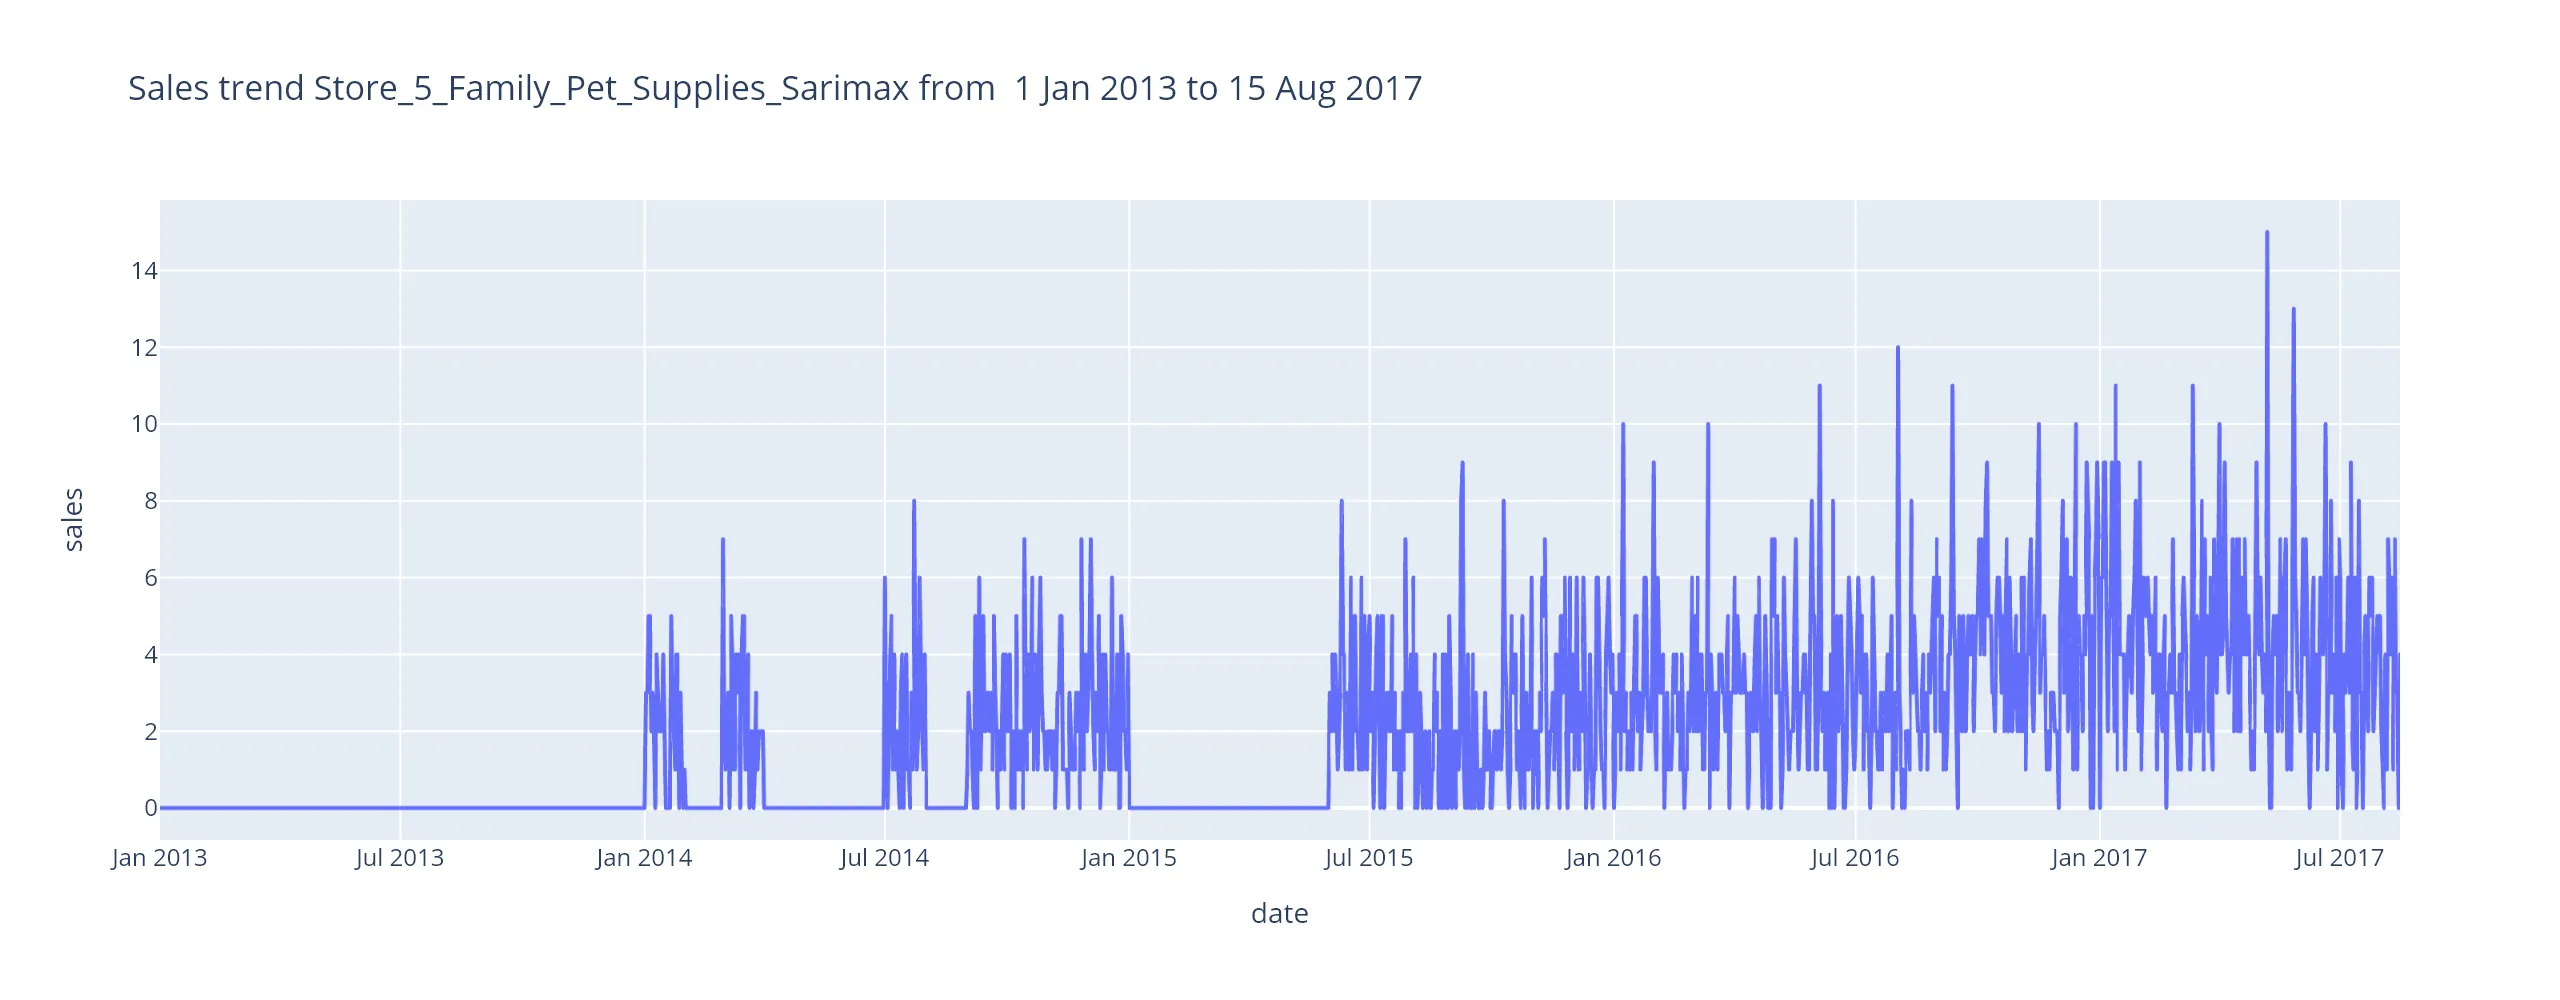 Sales trend Store_5_Family_Pet_Supplies_Sarimax from  1 Jan 2013 to 15 Aug 2017
14
12
10
8
6
4
2
0
sales
Jan 2013 Jul 2013 Jan 2014 Jul 2014 Jan 2015 Jul 2015 Jan 2016 Jul 2016 Jan 2017 Jul 2017
date